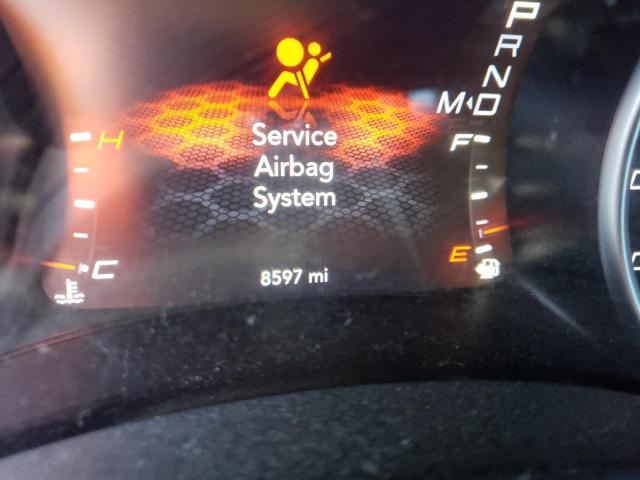 P
R
N
M D
H
F
Service
Airbag
System
E
C
8597 mi